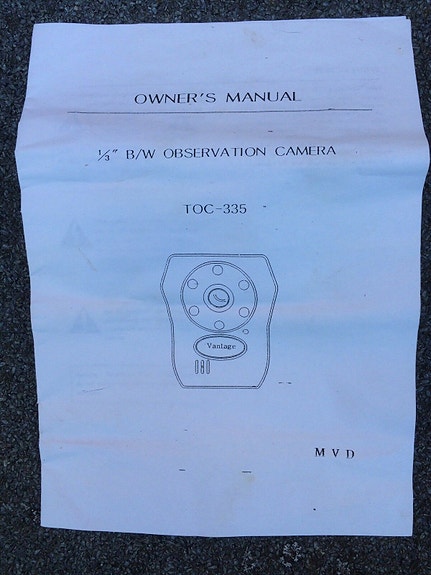 OWNER'S MANUAL
⅓" B/W OBSERVATION CAMERA
TOC-335
Vantage
M V D